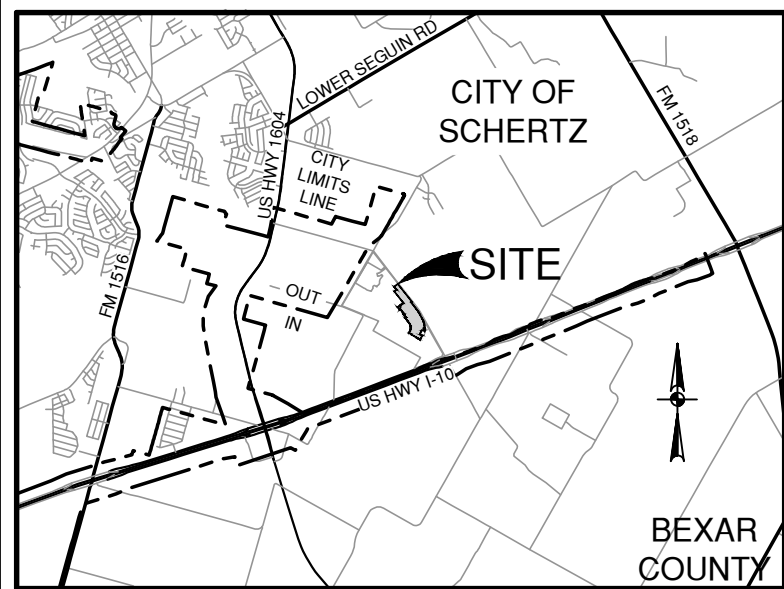 LOWER SEGUIN RD
CITY OF
SCHERTZ
FM 1518
US HWY 1604
CITY
LIMITS
LINE
SITE
FM 1516
OUT
IN
US HWY I-10
BEXAR
COUNTY